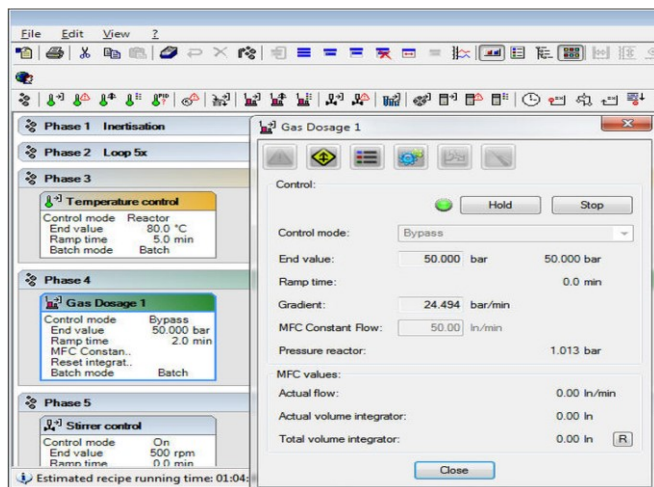 File Edit View ?
Phase 1 Inertisation
Phase 2 Loop 5x
Phase 3
Temperature control
Control mode Reactor
End value 80.0 °C
Ramp time 5.0 min
Batch mode Batch
Phase 4
Gas Dosage 1
Control mode Bypass
End value 50.000 bar
Ramp time 2.0 min
MFC Constan..
Reset integrat..
Batch mode Batch
Phase 5
Stirrer control
Control mode On
End value 500 rpm
Ramp time 0.0 min
Estimated recipe running time: 01:04:
Gas Dosage 1
Control:
Hold Stop
Control mode: Bypass
End value: 50.000 bar 50.000 bar
Ramp time: 0.0 min
Gradient: 24.494 bar/min
MFC Constant Flow: 50.00 ln/min
Pressure reactor: 1.013 bar
MFC values:
Actual flow: 0.00 ln/min
Actual volume integrator: 0.00 ln
Total volume integrator: 0.00 ln R
Close